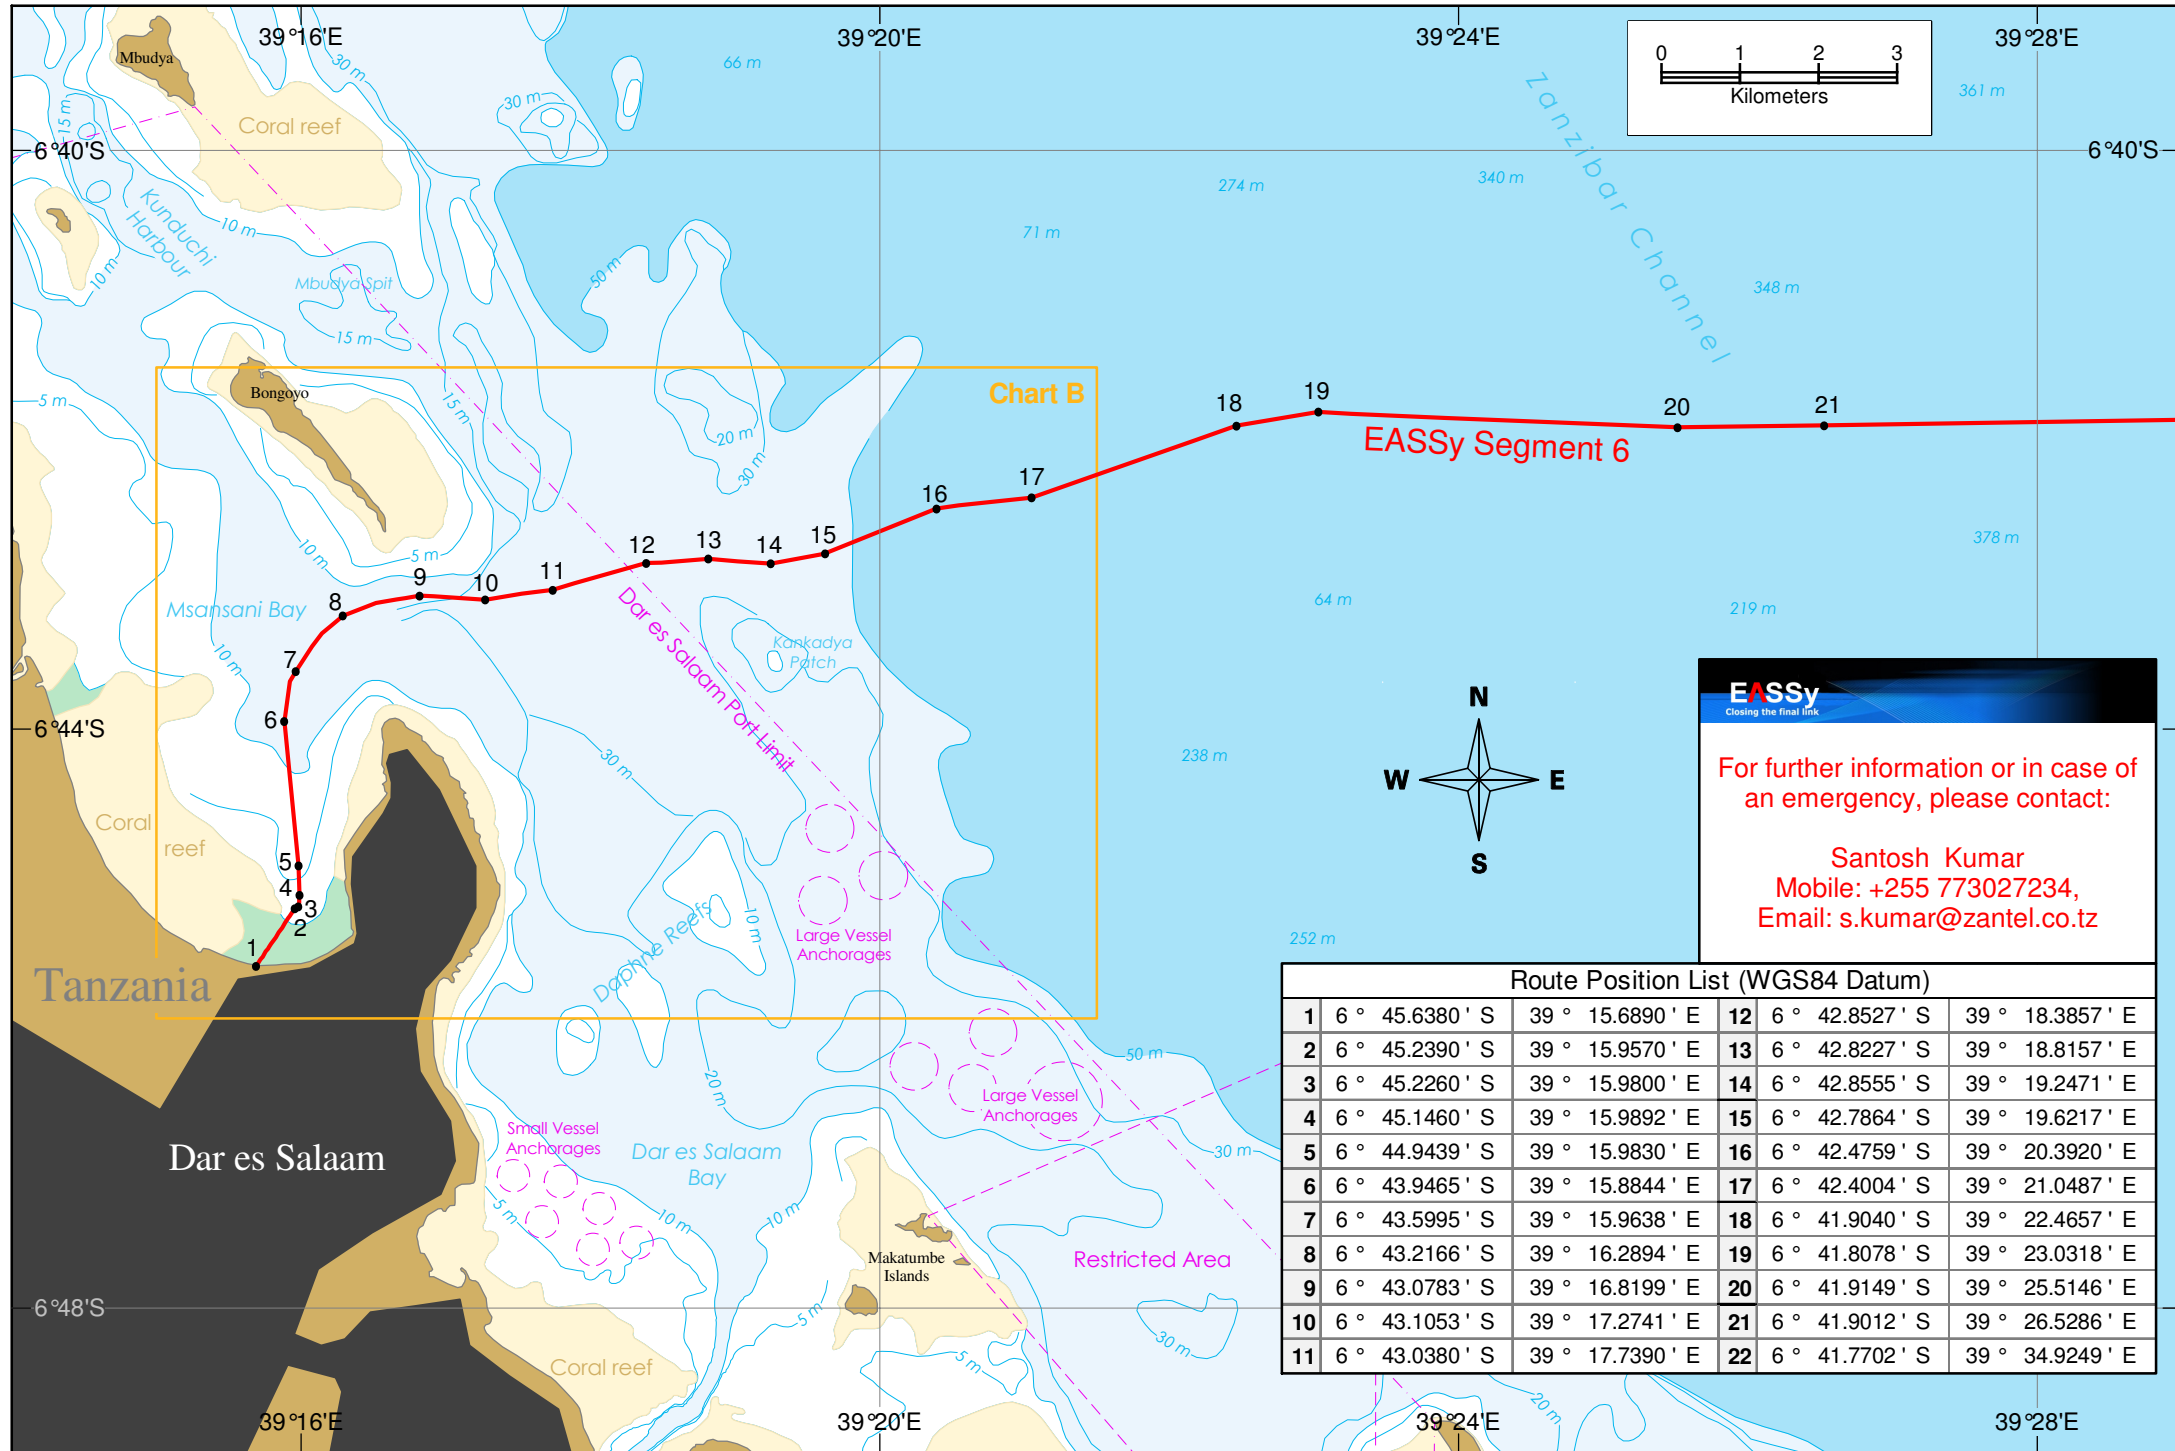 39°16'E
39°20'E
39°24'E
39°28'E
0 1 2 3
Kilometers
Mbudya
30 m
66 m
30 m
361 m
15 m
Coral reef
6°40'S
6°40'S
Zanzibar Channel
Kunduchi
Harbour
274 m
340 m
10 m
71 m
10 m
50 m
Mbudya Spit
348 m
15 m
Bongoyo
Chart B
5 m
15 m
20 m
30 m
18
19
20
21
EASSy Segment 6
16
17
10 m
5 m
12
13
14
15
378 m
9
10
11
8
Msansani Bay
64 m
219 m
Dar es Salaam Port Limit
Kankadya
Patch
10 m
7
6
6°44'S
30 m
238 m
N
W
E
S
EASSy
Closing the final link
For further information or in case of
an emergency, please contact:
Santosh Kumar
Mobile: +255 773027234,
Email: s.kumar@zantel.co.tz
Coral
reef
5
4
3
2
1
10 m
Daphne Reefs
Large Vessel
Anchorages
252 m
Tanzania
Route Position List (WGS84 Datum)
1 6 ° 45.6380 ' S 39 ° 15.6890 ' E 12 6 ° 42.8527 ' S 39 ° 18.3857 ' E
2 6 ° 45.2390 ' S 39 ° 15.9570 ' E 13 6 ° 42.8227 ' S 39 ° 18.8157 ' E
3 6 ° 45.2260 ' S 39 ° 15.9800 ' E 14 6 ° 42.8555 ' S 39 ° 19.2471 ' E
4 6 ° 45.1460 ' S 39 ° 15.9892 ' E 15 6 ° 42.7864 ' S 39 ° 19.6217 ' E
5 6 ° 44.9439 ' S 39 ° 15.9830 ' E 16 6 ° 42.4759 ' S 39 ° 20.3920 ' E
6 6 ° 43.9465 ' S 39 ° 15.8844 ' E 17 6 ° 42.4004 ' S 39 ° 21.0487 ' E
7 6 ° 43.5995 ' S 39 ° 15.9638 ' E 18 6 ° 41.9040 ' S 39 ° 22.4657 ' E
8 6 ° 43.2166 ' S 39 ° 16.2894 ' E 19 6 ° 41.8078 ' S 39 ° 23.0318 ' E
9 6 ° 43.0783 ' S 39 ° 16.8199 ' E 20 6 ° 41.9149 ' S 39 ° 25.5146 ' E
10 6 ° 43.1053 ' S 39 ° 17.2741 ' E 21 6 ° 41.9012 ' S 39 ° 26.5286 ' E
11 6 ° 43.0380 ' S 39 ° 17.7390 ' E 22 6 ° 41.7702 ' S 39 ° 34.9249 ' E
50 m
20 m
Large Vessel
Anchorages
Small Vessel
Anchorages
Dar es Salaam
Dar es Salaam
Bay
30 m
5 m
10 m
10 m
Makatumbe
Islands
Restricted Area
6°48'S
5 m
30 m
5 m
Coral reef
20 m
39°16'E
39°20'E
39°24'E
39°28'E